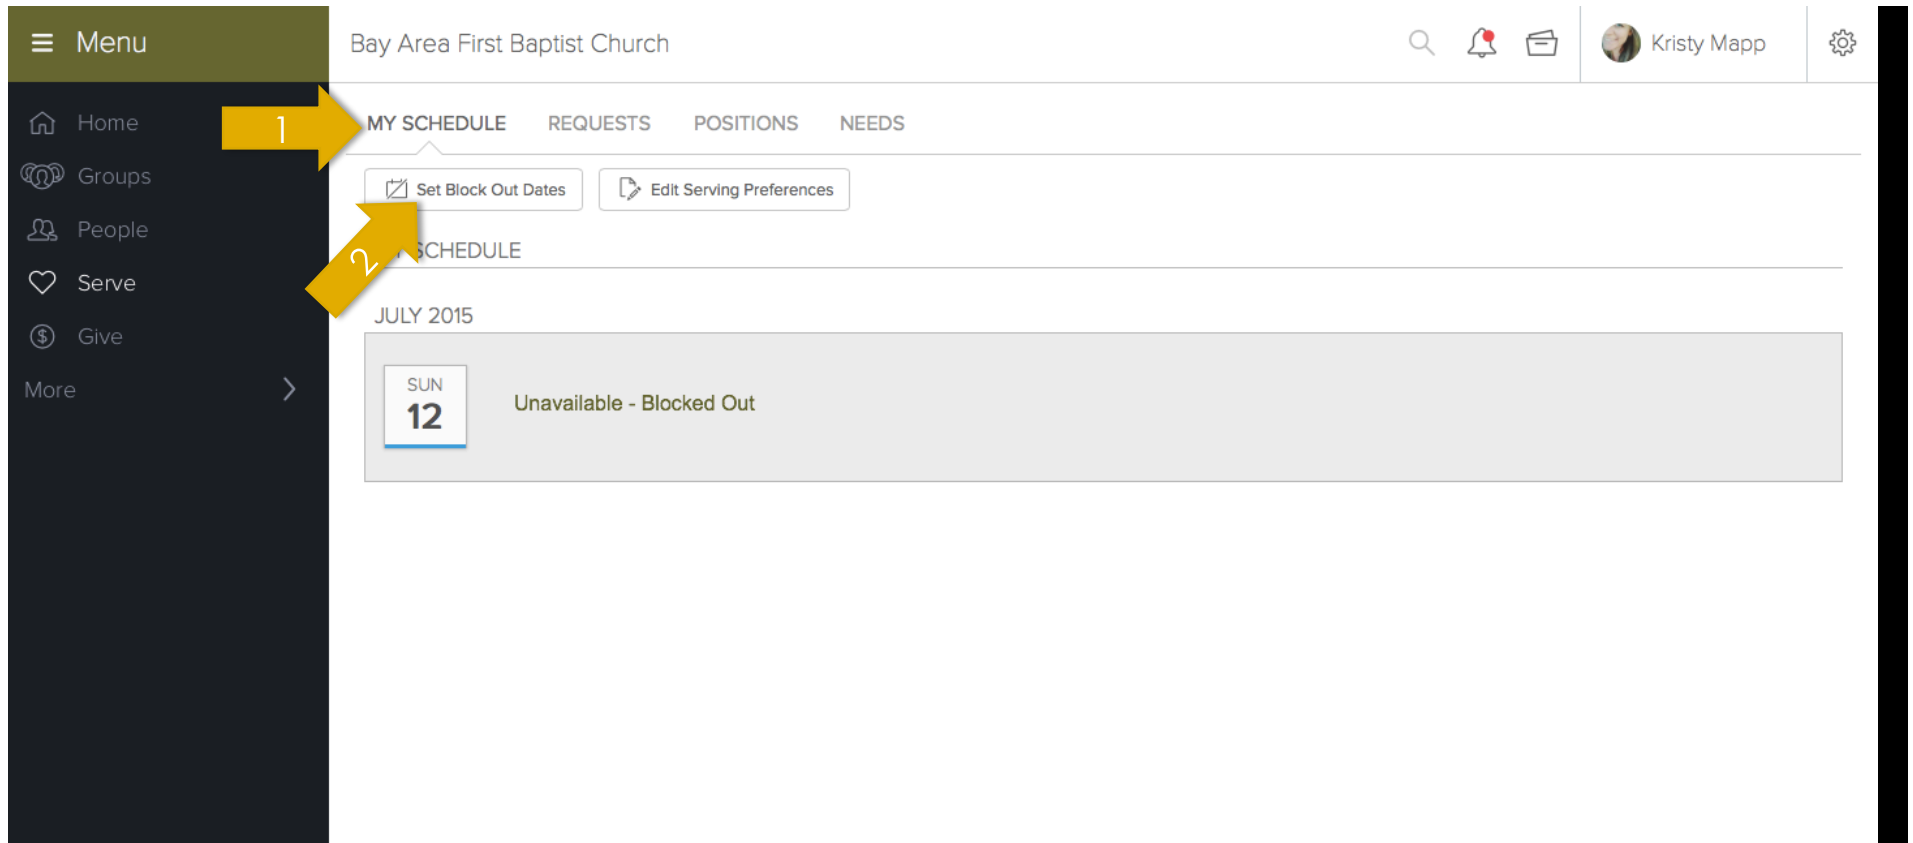 Menu
Bay Area First Baptist Church
Kristy Mapp
Home
Groups
People
Serve
Give
More
1
MY SCHEDULE REQUESTS POSITIONS NEEDS
Set Block Out Dates Edit Serving Preferences
2
SCHEDULE
JULY 2015
SUN
12
Unavailable - Blocked Out